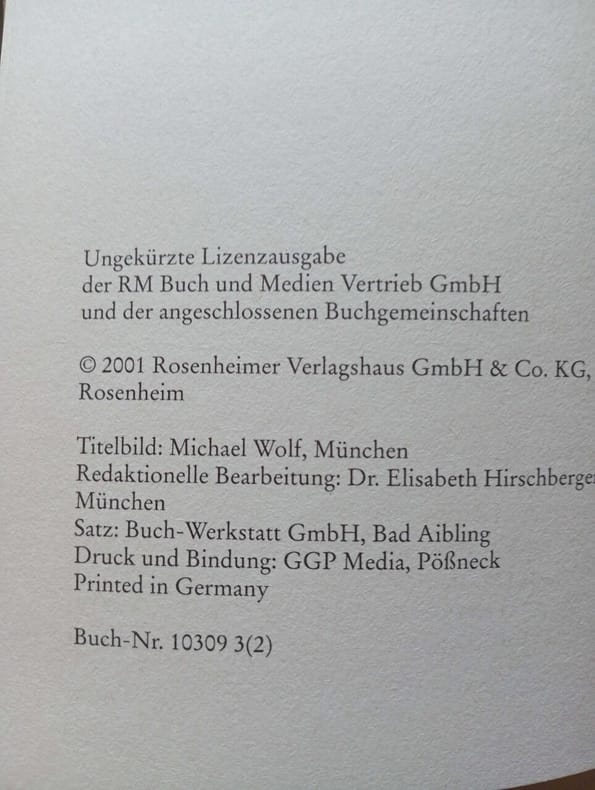 Ungekürzte Lizenzausgabe
der RM Buch und Medien Vertrieb GmbH
und der angeschlossenen Buchgemeinschaften
© 2001 Rosenheimer Verlagshaus GmbH & Co. KG,
Rosenheim
Titelbild: Michael Wolf, München
Redaktionelle Bearbeitung: Dr. Elisabeth Hirschberger
München
Satz: Buch-Werkstatt GmbH, Bad Aibling
Druck und Bindung: GGP Media, Pößneck
Printed in Germany
Buch-Nr. 10309 3(2)